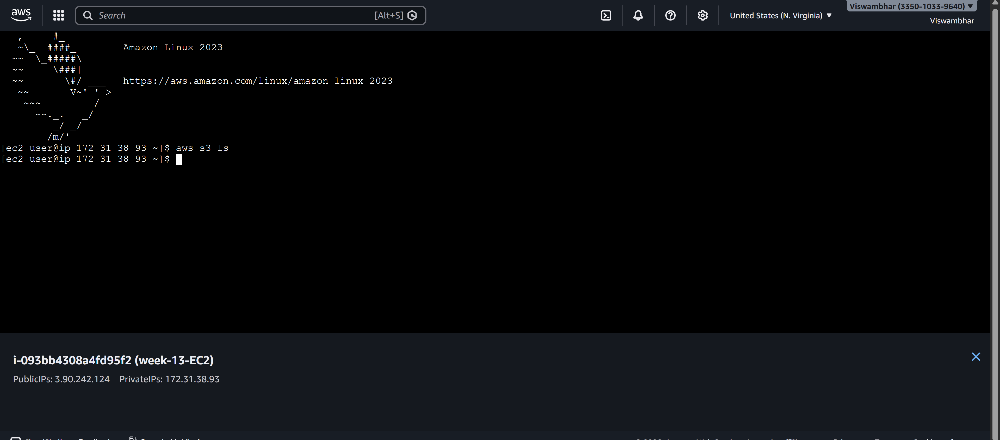 aws Search [Alt+S] United States (N. Virginia) Viswambhar (3350-1033-9640)
Viswambhar
   ,     #_
   ~\_  ####_        Amazon Linux 2023
  ~~  \_#####\
  ~~     \###|
  ~~       \#/ ___   https://aws.amazon.com/linux/amazon-linux-2023
   ~~       V~' '->
    ~~~         /
      ~~._.   _/
         _/ _/
       _/m/'
[ec2-user@ip-172-31-38-93 ~]$ aws s3 ls
[ec2-user@ip-172-31-38-93 ~]$
i-093bb4308a4fd95f2 (week-13-EC2)
PublicIPs: 3.90.242.124 PrivateIPs: 172.31.38.93